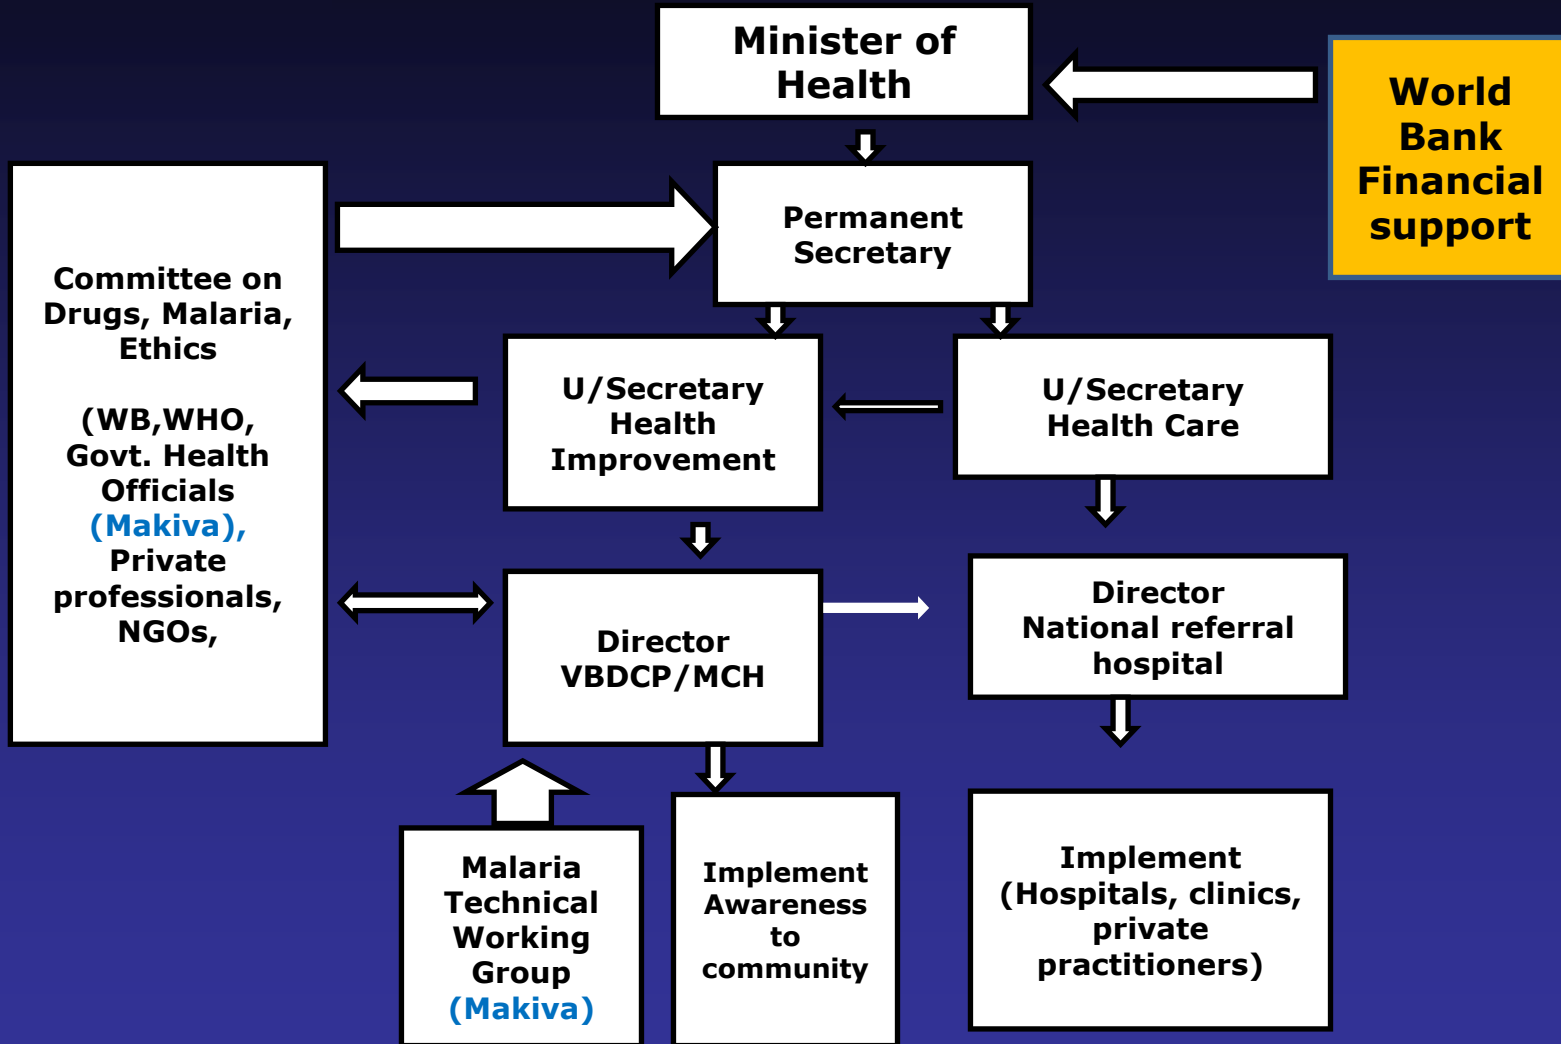 Minister of
Health
World
Bank
Financial
support
Permanent
Secretary
Committee on
Drugs, Malaria,
Ethics
(WB,WHO,
Govt. Health
Officials
(Makiva),
Private
professionals,
NGOs,
U/Secretary
Health
Improvement
U/Secretary
Health Care
Director
VBDCP/MCH
Director
National referral
hospital
Malaria
Technical
Working
Group
(Makiva)
Implement
Awareness
to
community
Implement
(Hospitals, clinics,
private
practitioners)